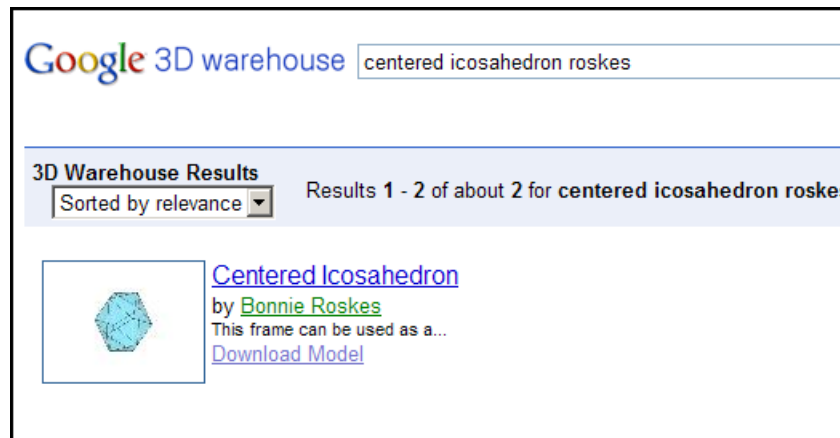 Google 3D warehouse centered icosahedron roskes
3D Warehouse Results
Sorted by relevance Results 1 - 2 of about 2 for centered icosahedron roske
Centered Icosahedron
by Bonnie Roskes
This frame can be used as a...
Download Model